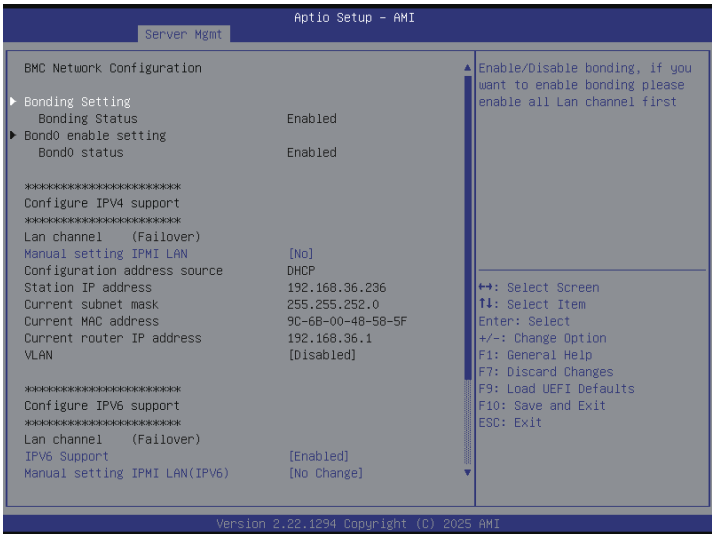 Aptio Setup – AMI
Server Mgmt
BMC Network Configuration
Bonding Setting
Bonding Status Enabled
Bond0 enable setting
Bond0 status Enabled
**********************
Configure IPV4 support
**********************
Lan channel (Failover)
Manual setting IPMI LAN [No]
Configuration address source DHCP
Station IP address 192.168.36.236
Current subnet mask 255.255.252.0
Current MAC address 9C-6B-00-48-58-5F
Current router IP address 192.168.36.1
VLAN [Disabled]
**********************
Configure IPV6 support
**********************
Lan channel (Failover)
IPV6 Support [Enabled]
Manual setting IPMI LAN(IPV6) [No Change]
Enable/Disable bonding, if you
want to enable bonding please
enable all Lan channel first
↔: Select Screen
↑↓: Select Item
Enter: Select
+/-: Change Option
F1: General Help
F7: Discard Changes
F9: Load UEFI Defaults
F10: Save and Exit
ESC: Exit
Version 2.22.1294 Copyright (C) 2025 AMI